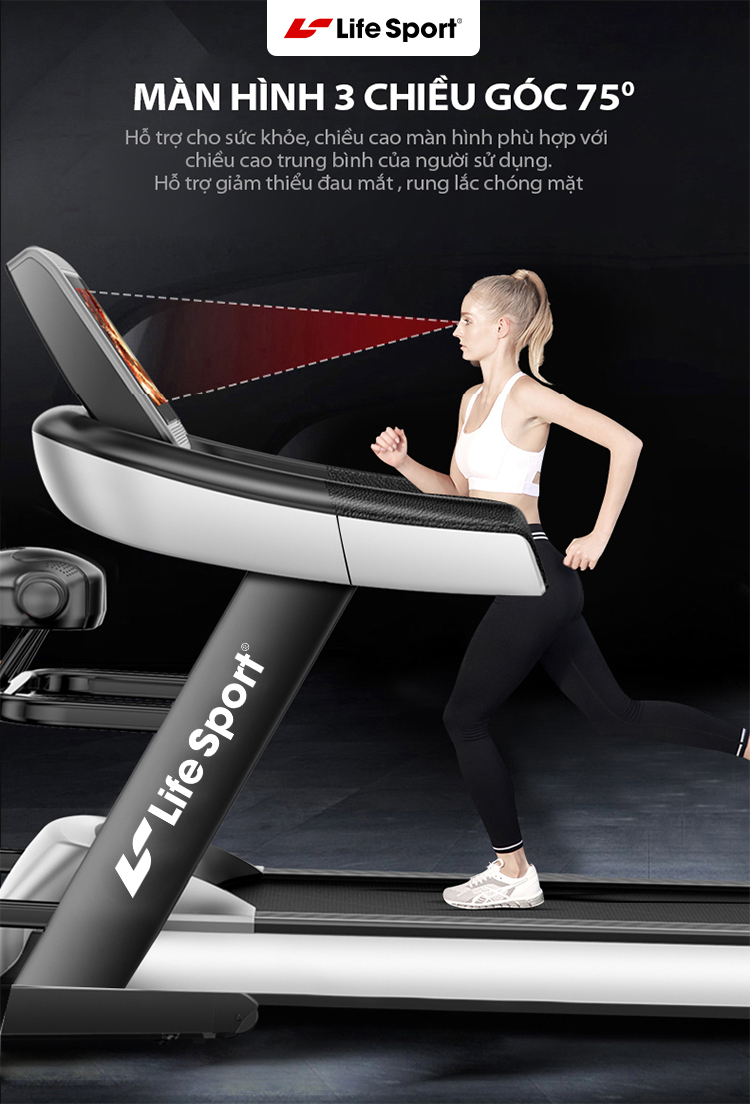 Life Sport®
MÀN HÌNH 3 CHIỀU GÓC 75⁰
Hỗ trợ cho sức khỏe, chiều cao màn hình phù hợp với
chiều cao trung bình của người sử dụng.
Hỗ trợ giảm thiểu đau mắt , rung lắc chóng mặt
Life Sport®